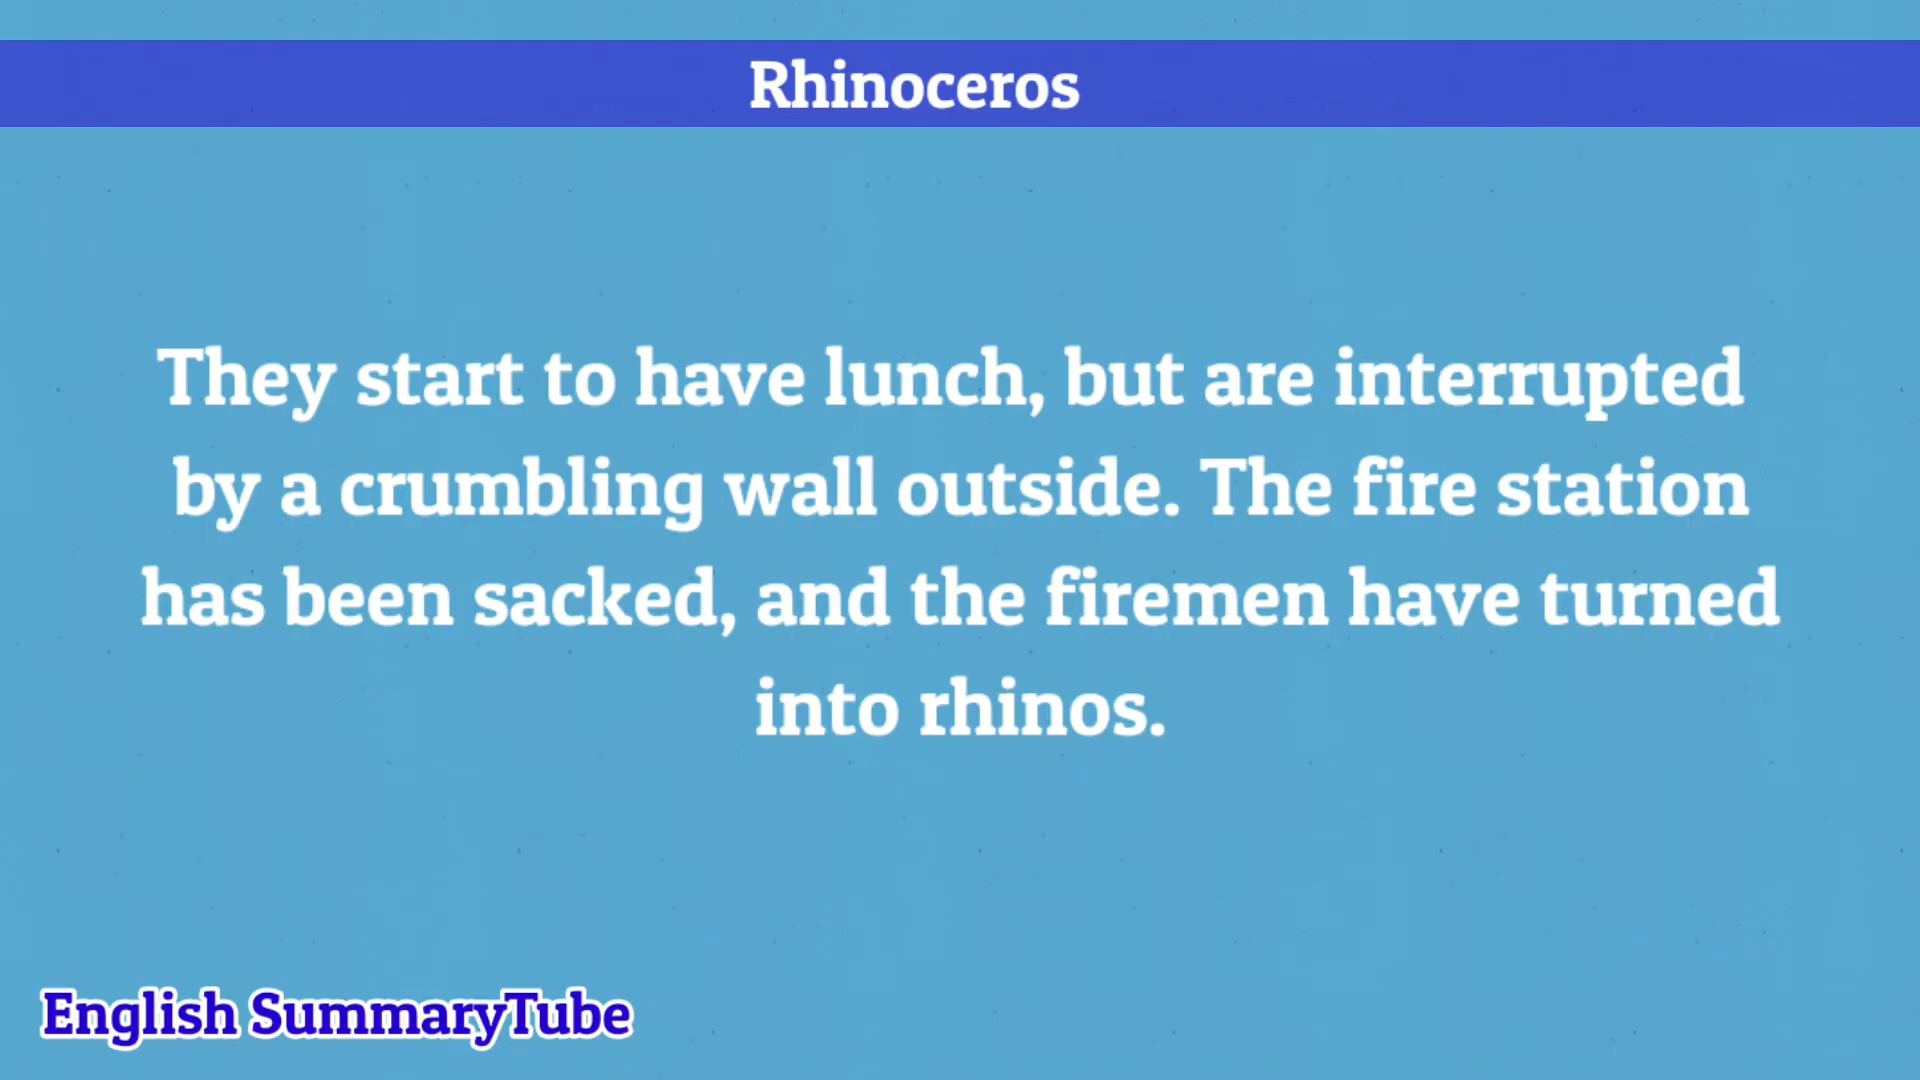 Rhinoceros
They start to have lunch, but are interrupted
by a crumbling wall outside. The fire station
has been sacked, and the firemen have turned
into rhinos.
English SummaryTube